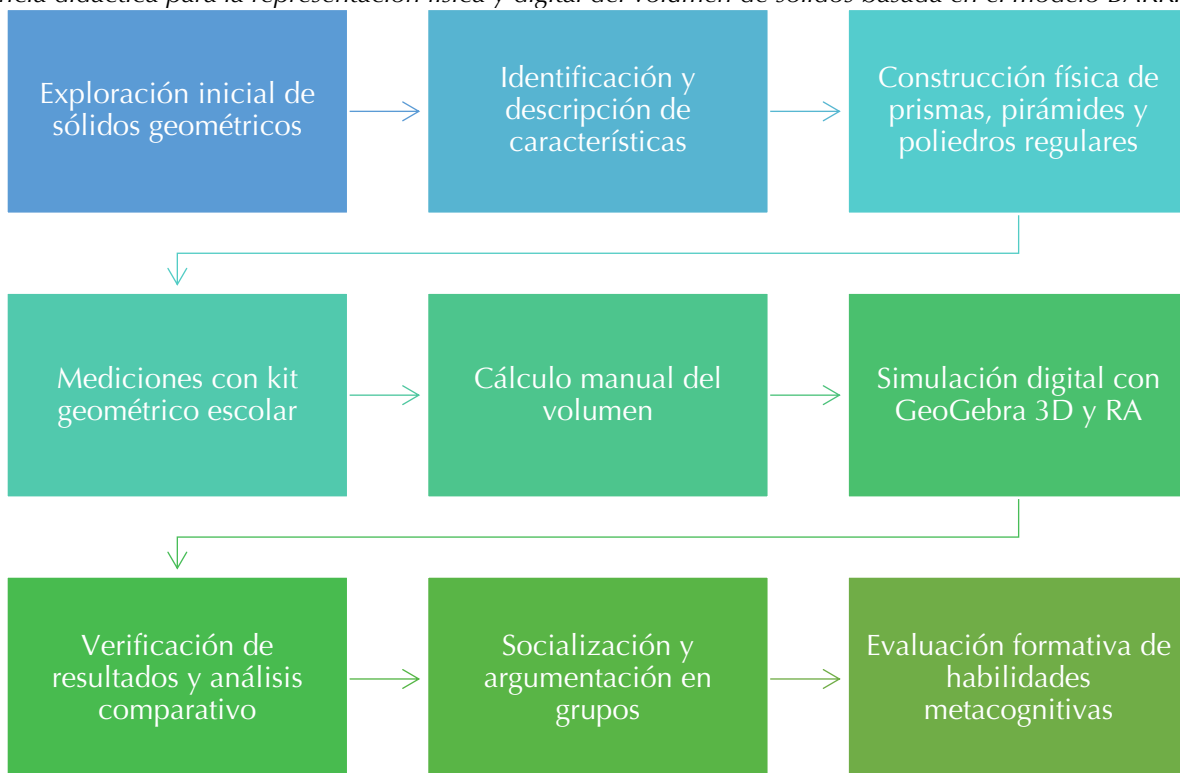 didáctica para la representación física y digital del volumen de sólidos basada en el modelo
Exploración inicial de
sólidos geométricos
Identificación y
descripción de
características
Construcción física de
prismas, pirámides y
poliedros regulares
Mediciones con kit
geométrico escolar
Cálculo manual del
volumen
Simulación digital con
GeoGebra 3D y RA
Verificación de
resultados y análisis
comparativo
Socialización y
argumentación en
grupos
Evaluación formativa de
habilidades
metacognitivas